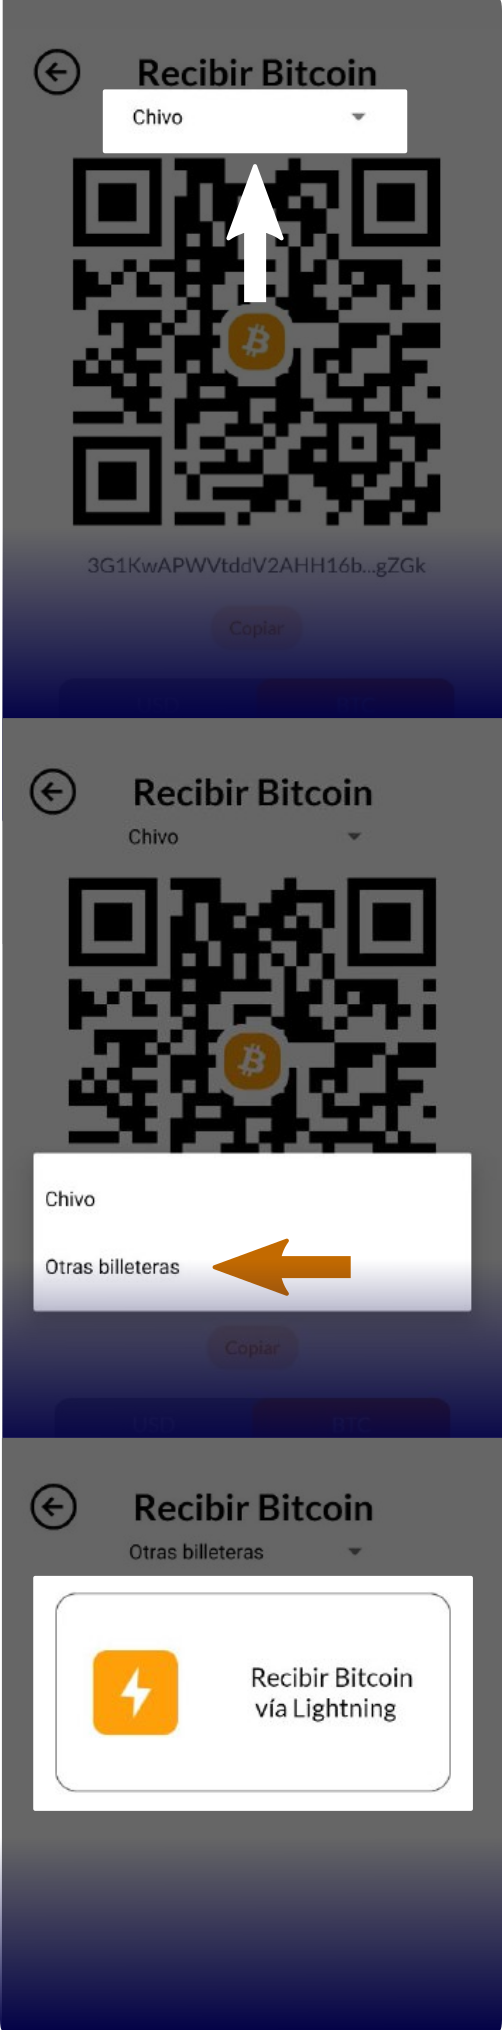 Recibir Bitcoin
Chivo
3G1KwAPWVtddV2AHH16b...gZGk
Copiar
USD BTC
Recibir Bitcoin
Chivo
Chivo
Otras billeteras
Copiar
USD BTC
Recibir Bitcoin
Otras billeteras
Recibir Bitcoin
vía Lightning